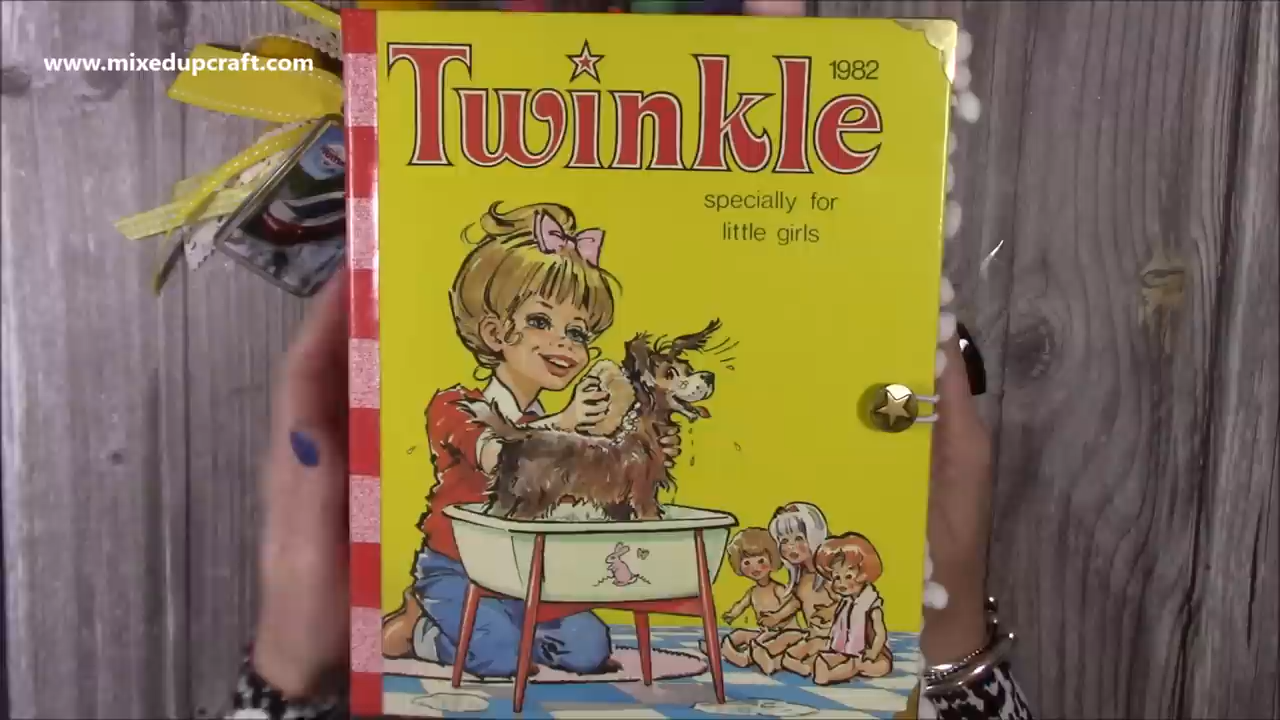 www.mixedupcraft.com
Twinkle
1982
specially for
little girls